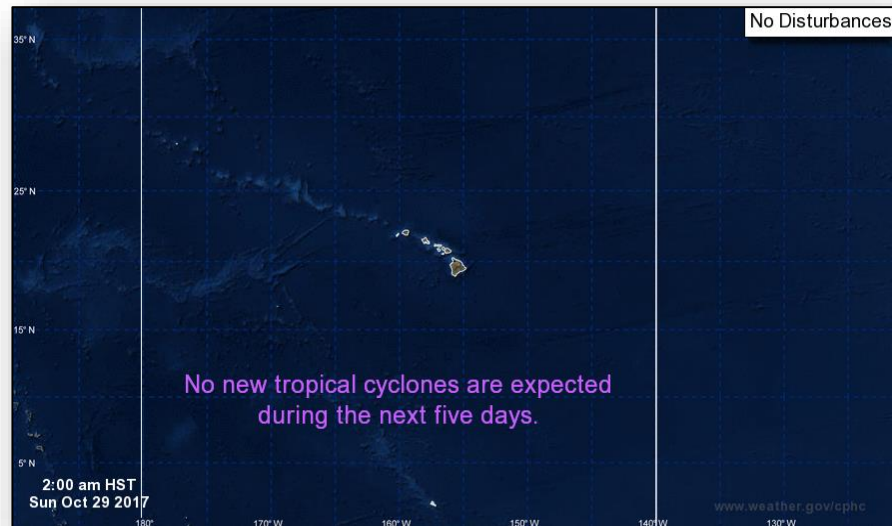 No Disturbances
35° N
25° N
15° N
No new tropical cyclones are expected
during the next five days.
5° N
2:00 am HST
Sun Oct 29 2017
www.weather.gov/cphc
180°
170° W
160° W
150° W
140° W
130° W